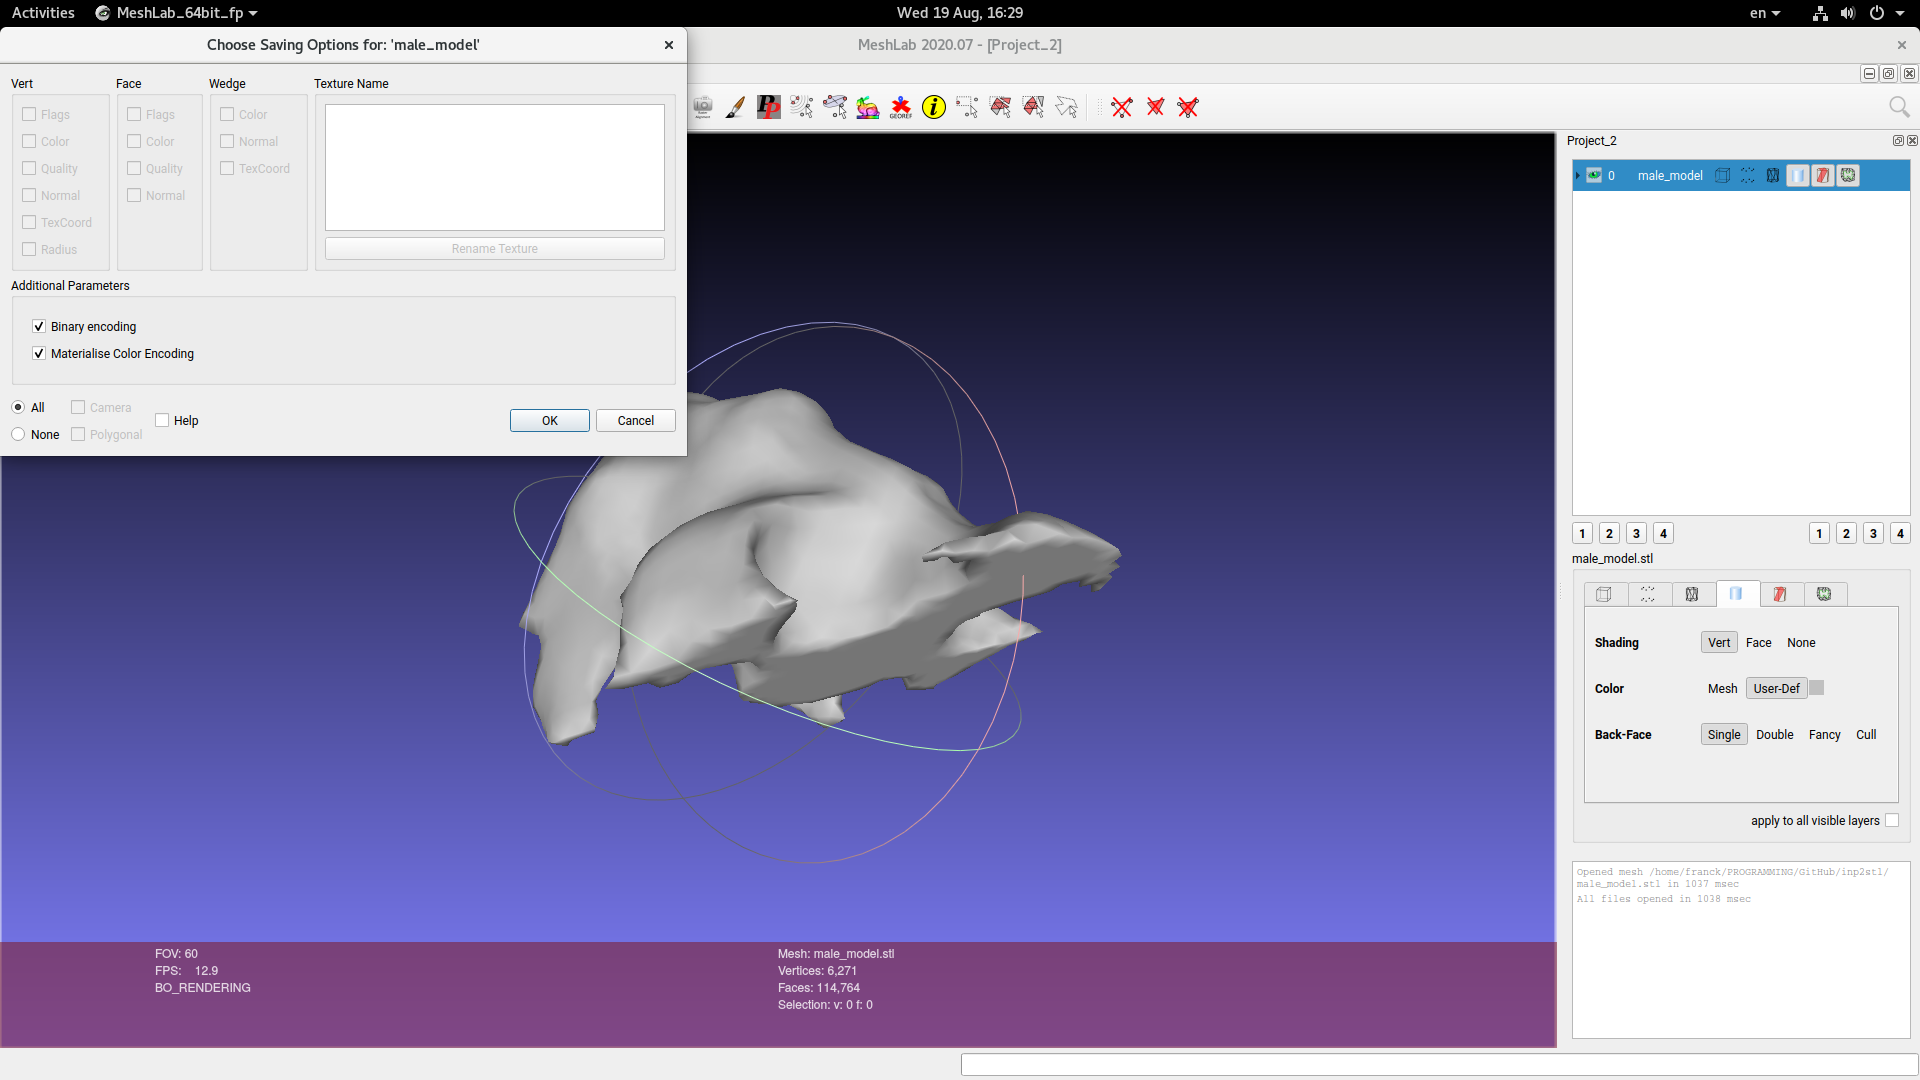 Activities MeshLab_64bit_fp Wed 19 Aug, 16:29 en
Choose Saving Options for: 'male_model'
MeshLab 2020.07 - [Project_2]
Vert Face Wedge Texture Name
Flags Flags Color
Color Color Normal
Quality Quality TexCoord
Normal Normal
TexCoord
Radius
Rename Texture
Additional Parameters
Binary encoding
Materialise Color Encoding
All Camera
Help OK Cancel
None Polygonal
PP
GEOREF
Project_2
0 male_model
1 2 3 4 1 2 3 4
male_model.stl
Shading Vert Face None
Color Mesh User-Def
Back-Face Single Double Fancy Cull
apply to all visible layers
Opened mesh /home/franck/PROGRAMMING/GitHub/inp2stl/
male_model.stl in 1037 msec
All files opened in 1038 msec
FOV: 60
FPS: 12.9
BO_RENDERING
Mesh: male_model.stl
Vertices: 6,271
Faces: 114,764
Selection: v: 0 f: 0